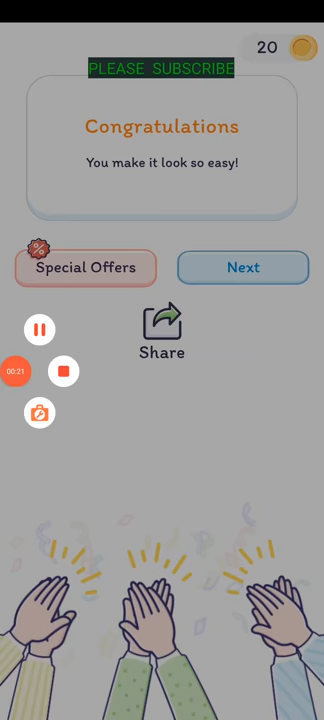 20
PLEASE SUBSCRIBE
Congratulations
You make it look so easy!
%
Special Offers
Next
Share
00:21